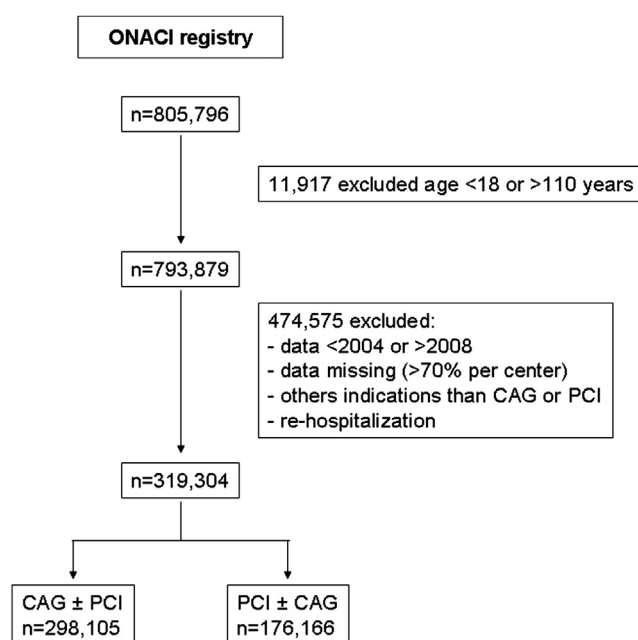 ONACI registry
n=805,796
11,917 excluded age <18 or >110 years
n=793,879
474,575 excluded:
- data <2004 or >2008
- data missing (>70% per center)
- others indications than CAG or PCI
- re-hospitalization
n=319,304
CAG ± PCI
n=298,105
PCI ± CAG
n=176,166